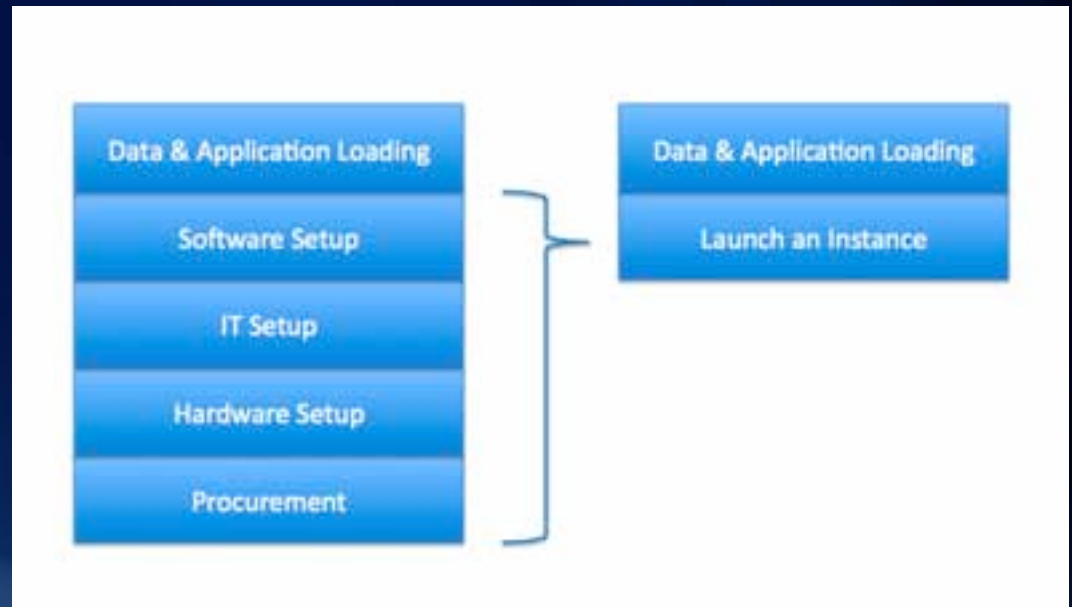 Data & Application Loading
Software Setup
IT Setup
Hardware Setup
Procurement
Data & Application Loading
Launch an Instance